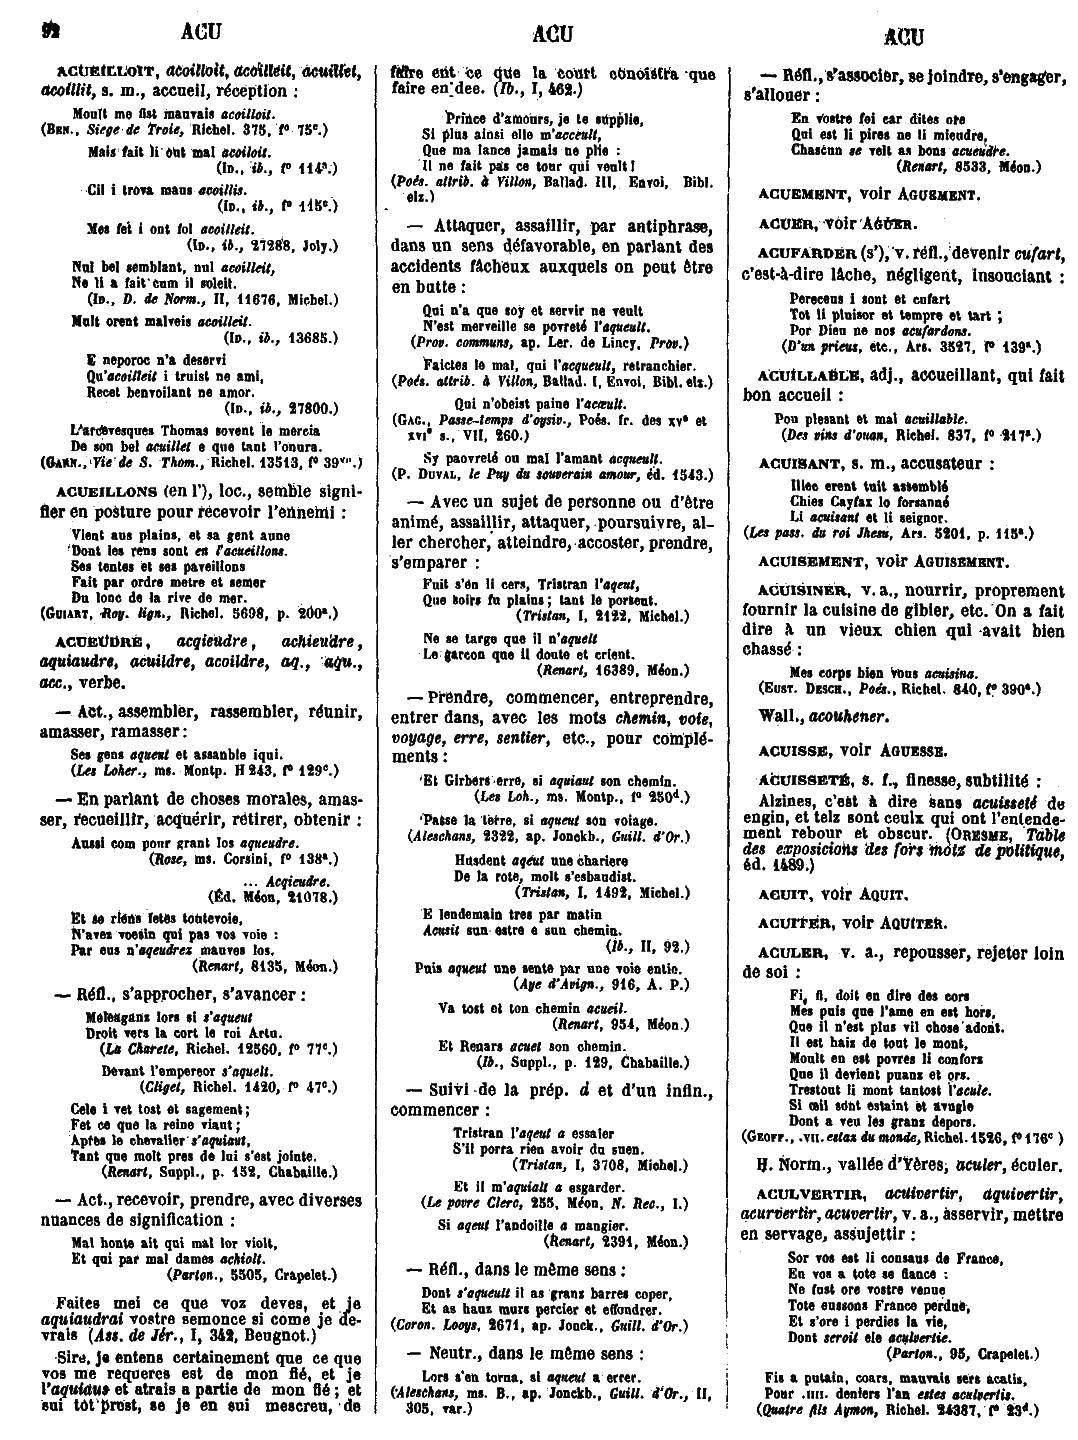 92 ACU ACU ACU
ACUEILLOIT, acoilloit, acoilleit, acuillet,
acoillit, s. m., accueil, réception :
Moult me fist mauvais acoilloit.
(BEN., Siege de Troie, Richel. 375, f° 75c.)
Mais fait li ont mal acoiloit.
(ID., ib., f° 114a.)
Cil i trova maus acoillis.
(ID., ib., f° 115c.)
Mes fei i ont fol acoilleit.
(ID., ib., 27288, Joly.)
Nul bel semblant, nul acoilleit,
Ne li a fait cum il soleit.
(ID., D. de Norm., II, 11676, Michel.)
Mult orent malveis acoilleit.
(ID., ib., 13685.)
E neporoc n'a deservi
Qu'acoilleit i truist ne ami,
Recet benvoilant ne amor.
(ID., ib., 27800.)
L'arcevesques Thomas sovent le mercia
De son bel acuillet e que tant l'onura.
(GARN., Vie de S. Thom., Richel. 13513, f° 39v°.)
ACUEILLONS (en l'), loc., semble signi-
fier en posture pour recevoir l'ennemi :
Vient aus plains, et sa gent aune
Dont les rens sont en l'acueillons.
Ses tentes et ses paveillons
Fait par ordre metre et semer
Du lonc de la rive de mer.
(GUIART, Roy. lign., Richel. 5698, p. 200a.)
ACUEUDRE, acqieudre, achieudre,
aquiaudre, acuildre, acoildre, aq., aqu.,
acc., verbe.
— Act., assembler, rassembler, réunir,
amasser, ramasser :
Ses gens aqueut et assanble iqui.
(Les Loher., ms. Montp. H 243, f° 129c.)
— En parlant de choses morales, amas-
ser, recueillir, acquérir, retirer, obtenir :
Aussi com pour grant los aqueudre.
(Rose, ms. Corsini, f° 138a.)
... Acqieudre.
(Éd. Méon, 21078.)
Et se riens fetes toutevoie,
N'avez voesin qui pas vos voie :
Par eus n'aqeudrez mauves los.
(Renart, 8135, Méon.)
— Réfl., s'approcher, s'avancer :
Meleagans lors si s'aqueut
Droit vers la cort le roi Artu.
(La Charete, Richel. 12560, f° 77c.)
Devant l'empereor s'aquelt.
(Cliget, Richel. 1420, f° 47c.)
Cele i vet tost et sagement ;
Fet ce que la reine viaut ;
Aprtes le chevalier s'aquiaut,
Tant que molt pres de lui s'est jointe.
(Renart, Suppl., p. 152, Chabaille.)
— Act., recevoir, prendre, avec diverses
nuances de signification :
Mal honte ait qui mal lor violt,
Et qui par mal dames achiolt.
(Parton., 5505, Crapelet.)
Faites mei ce que voz deves, et je
aquiaudrai vostre semonce si come je de-
vrais (Ass. de Jér., I, 342, Beugnot.)
Sire, je entens certainement que ce que
vos me requeres est de mon fié, et je
l'aquiaus et atrais a partie de mon fié ; et
sui tot prost, se je en sui mescreu, de
faire ent ce que la court conoistra que
faire en dee. (Ib., I, 462.)
Prince d'amours, je te supplie,
Si plus ainsi elle m'acceult,
Que ma lance jamais ne plie :
Il ne fait pas ce tour qui veult !
(Poés. attrib. à Villon, Ballad. III, Envoi, Bibl.
elz.)
— Attaquer, assaillir, par antiphrase,
dans un sens défavorable, en parlant des
accidents fâcheux auxquels on peut être
en butte :
Qui n'a que soy et servir ne veult
N'est merveille se povreté l'aqueult.
(Prov. communs, ap. Ler. de Lincy, Prov.)
Faictes le mal, qui l'acqueult, retranchier.
(Poés. attrib. à Villon, Ballad. I, Envoi, Bibl. elz.)
Qui n'obeist paine l'acœult.
(GAC., Passe-temps d'oysiv., Poés. fr. des XVe et
XVIe s., VII, 260.)
Sy paovreté ou mal l'amant acqueult.
(P. DUVAL, le Puy du souverain amour, éd. 1543.)
— Avec un sujet de personne ou d'être
animé, assaillir, attaquer, poursuivre, al-
ler chercher, atteindre, accoster, prendre,
s'emparer :
Fuit s'en li cers, Tristran l'aqeut,
Que soirs fu plains ; tant le porsent.
(Tristan, I, 2122, Michel.)
Ne se targe que il n'aquelt
Le garcon que il doute et crient.
(Renart, 16389, Méon.)
— Prendre, commencer, entreprendre,
entrer dans, avec les mots chemin, voie,
voyage, erre, sentier, etc., pour complé-
ments :
Et Girbers erre, si aquiaut son chemin.
(Les Loh., ms. Montp., f° 250d.)
Passe la terre, si aqueut son voiage.
(Aleschans, 2322, ap. Jonckb., Guill. d'Or.)
Husdent aqeut une chariere
De la rote, molt s'esbaudist.
(Tristan, I, 1492, Michel.)
E lendemain tres par matin
Acusit sun estre e sun chemin.
(Ib., II, 92.)
Puis aqueut une sente par une voie entie.
(Aye d'Avign., 916, A. P.)
Va tost et ton chemin acueil.
(Renart, 954, Méon.)
Et Renars acuet son chemin.
(Ib., Suppl., p. 129, Chabaille.)
— Suivi de la prép. à et d'un infin.,
commencer :
Tristran l'aqeut a essaier
S'il porra rien avoir du suen.
(Tristan, I, 3708, Michel.)
Et il m'aquialt a esgarder.
(Le povre Clerc, 255, Méon, N. Rec., I.)
Si aqeut l'andoille a mangier.
(Renart, 2391, Méon.)
— Réfl., dans le même sens :
Dont s'aqueult il as granz barres coper,
Et as hauz murs percier et effondrer.
(Coron. Looys, 2671, ap. Jonck., Guill. d'Or.)
— Neutr., dans le même sens :
Lors s'en torna, si aqueut a errer.
(Aleschans, ms. B., ap. Jonckb., Guill. d'Or., II,
305, var.)
— Réfl., s'associer, se joindre, s'engager,
s'allouer :
En vostre foi car dites ore
Qui est li pires ne li mieudre,
Chascun se velt as bons acueudre.
(Renart, 8533, Méon.)
ACUEMENT, voir AGUEMENT.
ACUER, voir AGUER.
ACUFARDER (s'), v. réfl., devenir cufart,
c'est-à-dire lâche, négligent, insouciant :
Pereceus i sont et cufart
Tot li pluisor et tempre et tart ;
Por Dieu ne nos acufardons.
(D'un prieus, etc., Ars. 3527, f° 139a.)
ACUILLABLE, adj., accueillant, qui fait
bon accueil :
Pou plesant et mal acuillable.
(Des vins d'ouan, Richel. 837, f° 217a.)
ACUISANT, s. m., accusateur :
Illec erent tuit assemblé
Chies Cayfax lo forsanné
Li acuisant et li seignor.
(Les pass. du roi Jhesu, Ars. 5201, p. 115a.)
ACUISEMENT, voir AGUISEMENT.
ACUISINER, v. a., nourrir, proprement
fournir la cuisine de gibier, etc. On a fait
dire à un vieux chien qui avait bien
chassé :
Mes corps bien vous acuisina.
(EUST. DESCH., Poés., Richel. 840, f° 390a.)
Wall., acouhener.
ACUISSE, voir AGUESSE.
ACUISSETÉ, s. f., finesse, subtilité :
Alzines, c'est à dire sans acuisseté de
engin, et telz sont ceulx qui ont l'entende-
ment rebour et obscur. (ORESME, Table
des exposicions des fors motz de politique,
éd. 1489.)
ACUIT, voir AQUIT.
ACUITER, voir AQUITER.
ACULER, v. a., repousser, rejeter loin
de soi :
Fi, fi, doit en dire des cors
Mes puis que l'ame en est hors,
Que il n'est plus vil chose adont.
Il est haiz de tout le mont,
Moult en est povres li confors
Que il devient puanz et ors.
Trestout li mont tantost l'acule.
Si œil sont estaint et avugle
Dont a veu les granz depors.
(GEOFF., .VII. estaz du monde, Richel. 1526, f° 176c)
H. Norm., vallée d'Yères, aculer, éculer.
ACULVERTIR, acuivertir, aquivertir,
acurvertir, acuvertir, v. a., asservir, mettre
en servage, assujettir :
Sor vos est li consaus de France,
En vos a tote se fiance :
Ne fust ore vostre venue
Tote eussons France perdue,
Et s'ore i perdies la vie,
Dont seroit ele aculvertie.
(Parton., 95, Crapelet.)
Fis a putain, coars, mauvais sers acatis,
Pour .IIII. deniers l'an estes aculvertis.
(Quatre fils Aymon, Richel. 24387, f° 23d.)